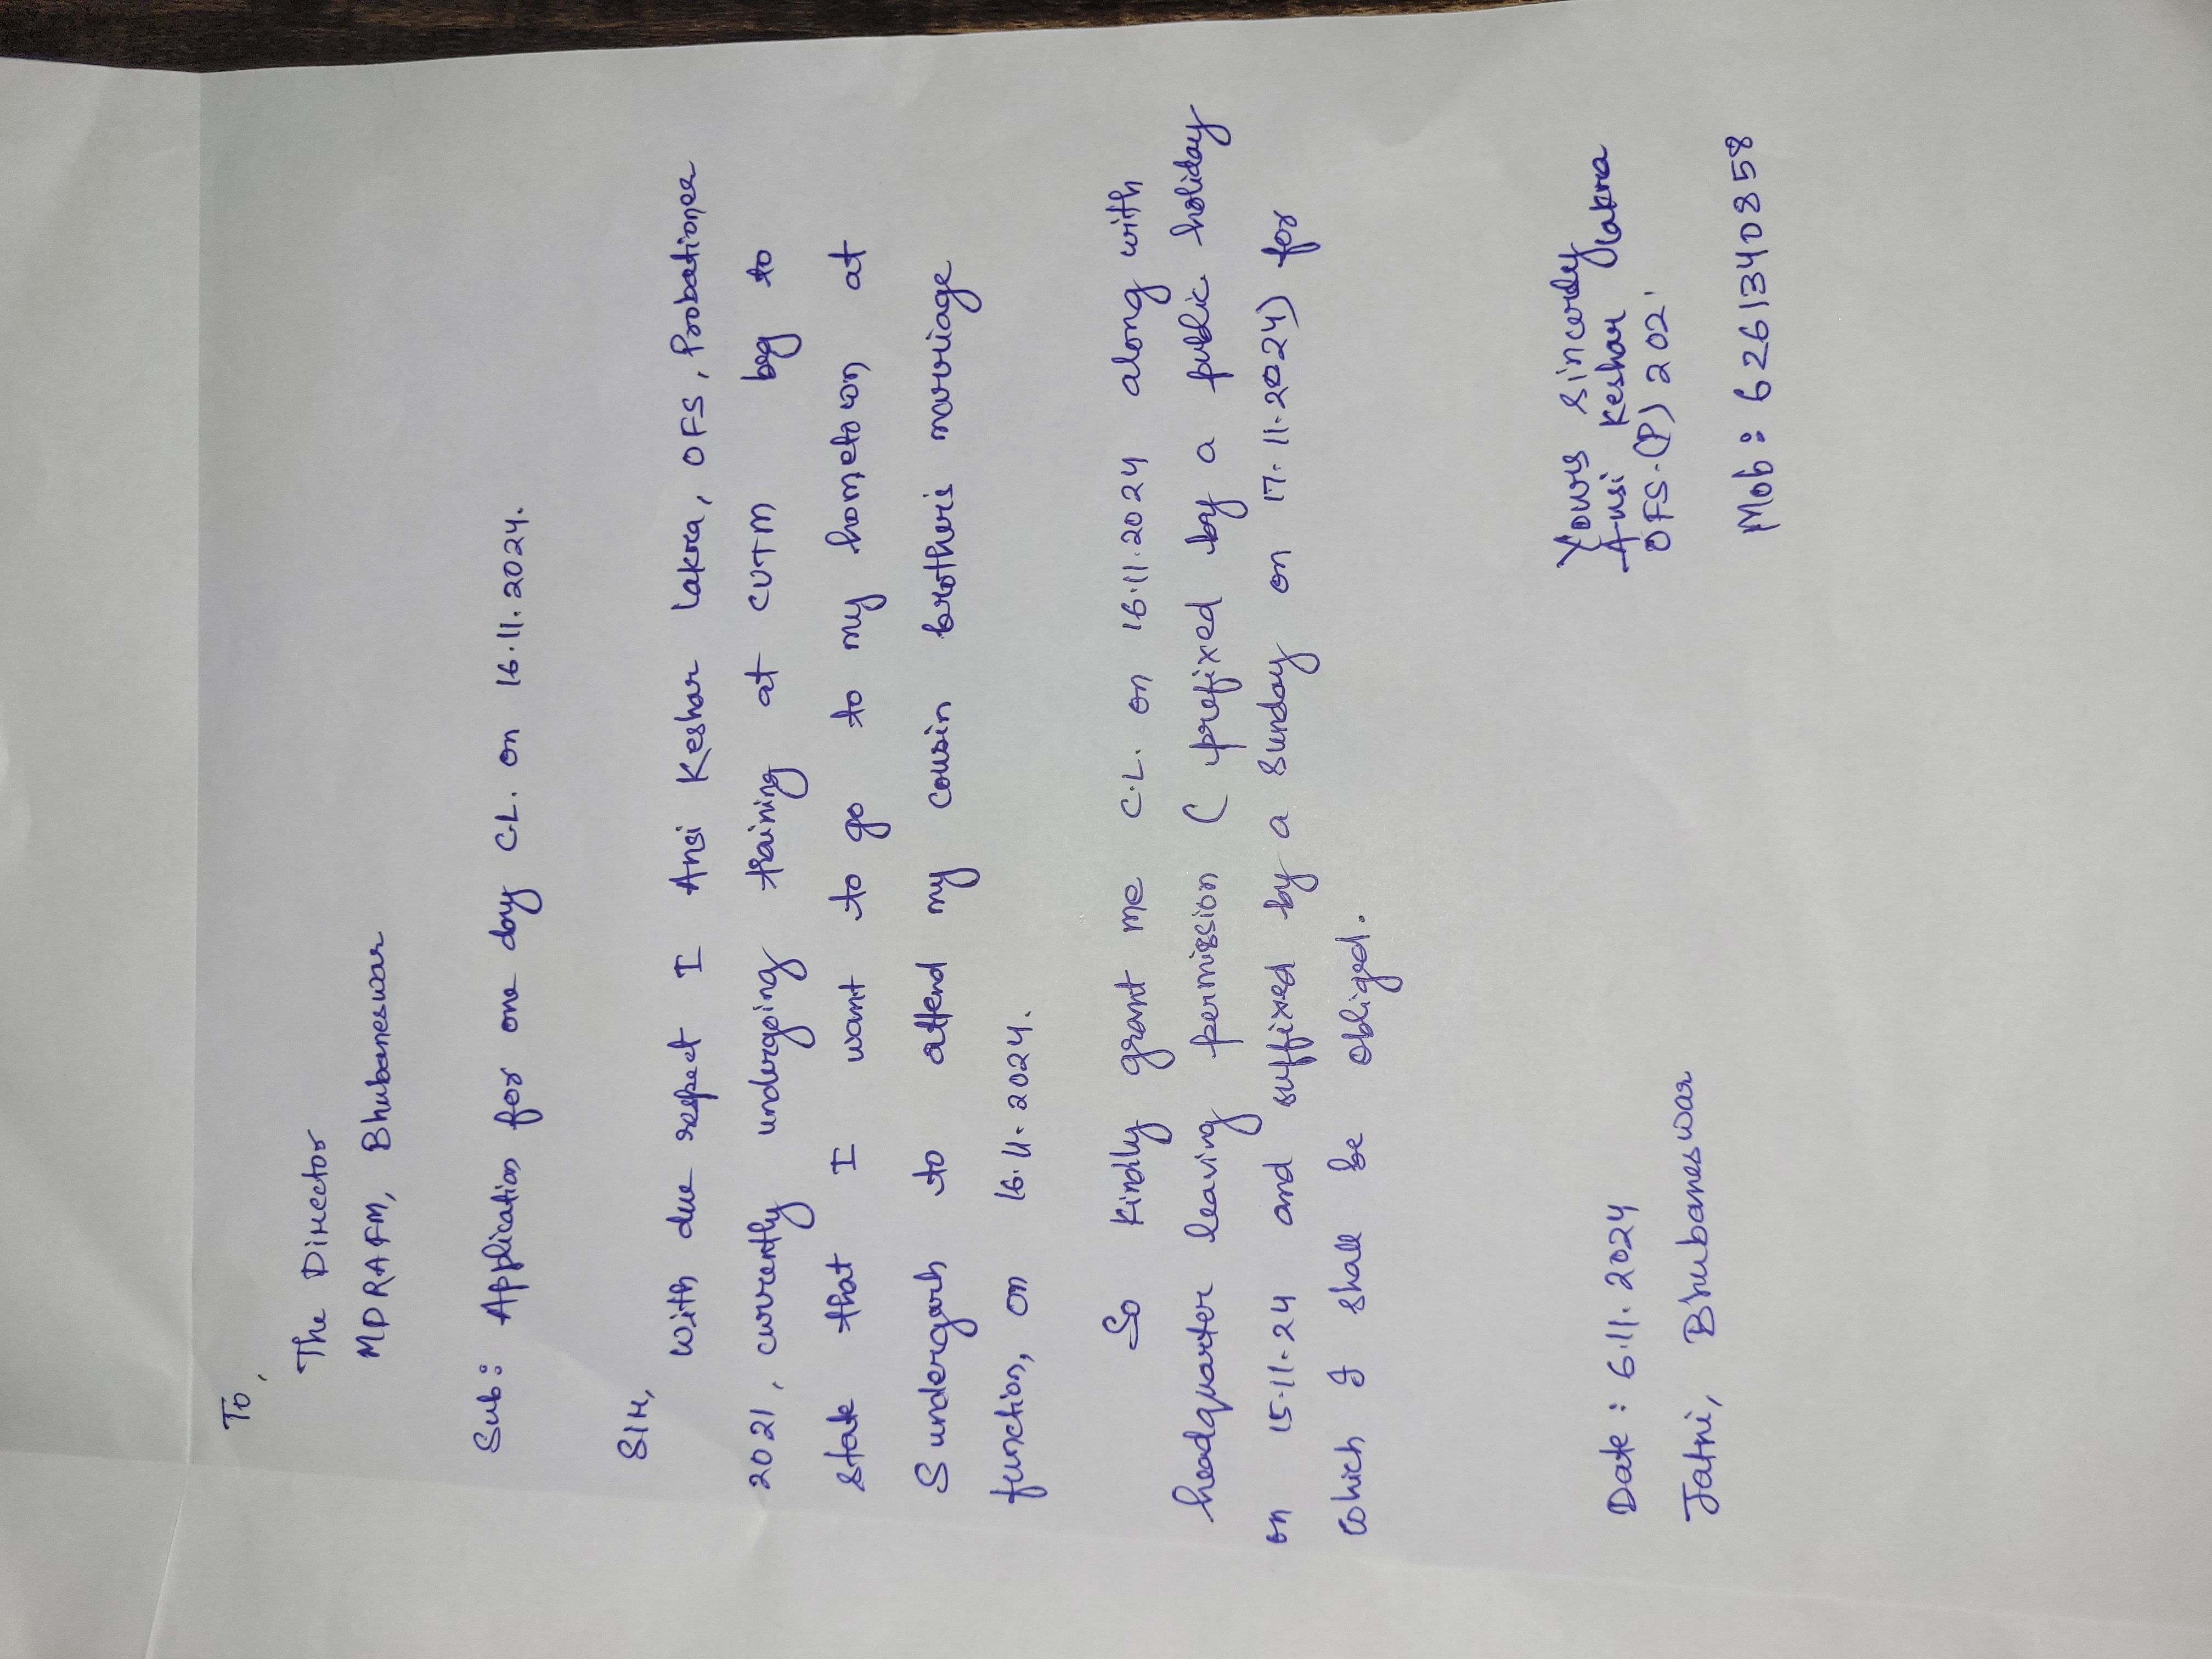 To,
The Director
MDRAFM, Bhubaneswar
Sub: Application for one day C.L. on 16.11.2024.
Sir,
With due respect I Ansi Keshar Lakra, OFS, Probationer
2021, currently undergoing training at CUTM beg to
state that I want to go to my hometown at
Sundergarh to attend my cousin brother's marriage
function, on 16.11.2024.
So kindly grant me C.L. on 16.11.2024 along with
headquarter leaving permission ( prefixed by a public holiday
on 15.11.24 and suffixed by a Sunday on 17.11.2024) for
which I shall be obliged.
Yours sincerly
Ansi Keshar Lakra
Date : 6.11.2024
OFS-(P) 2021
Jatni, Bhubaneswar
Mob: 6261340858